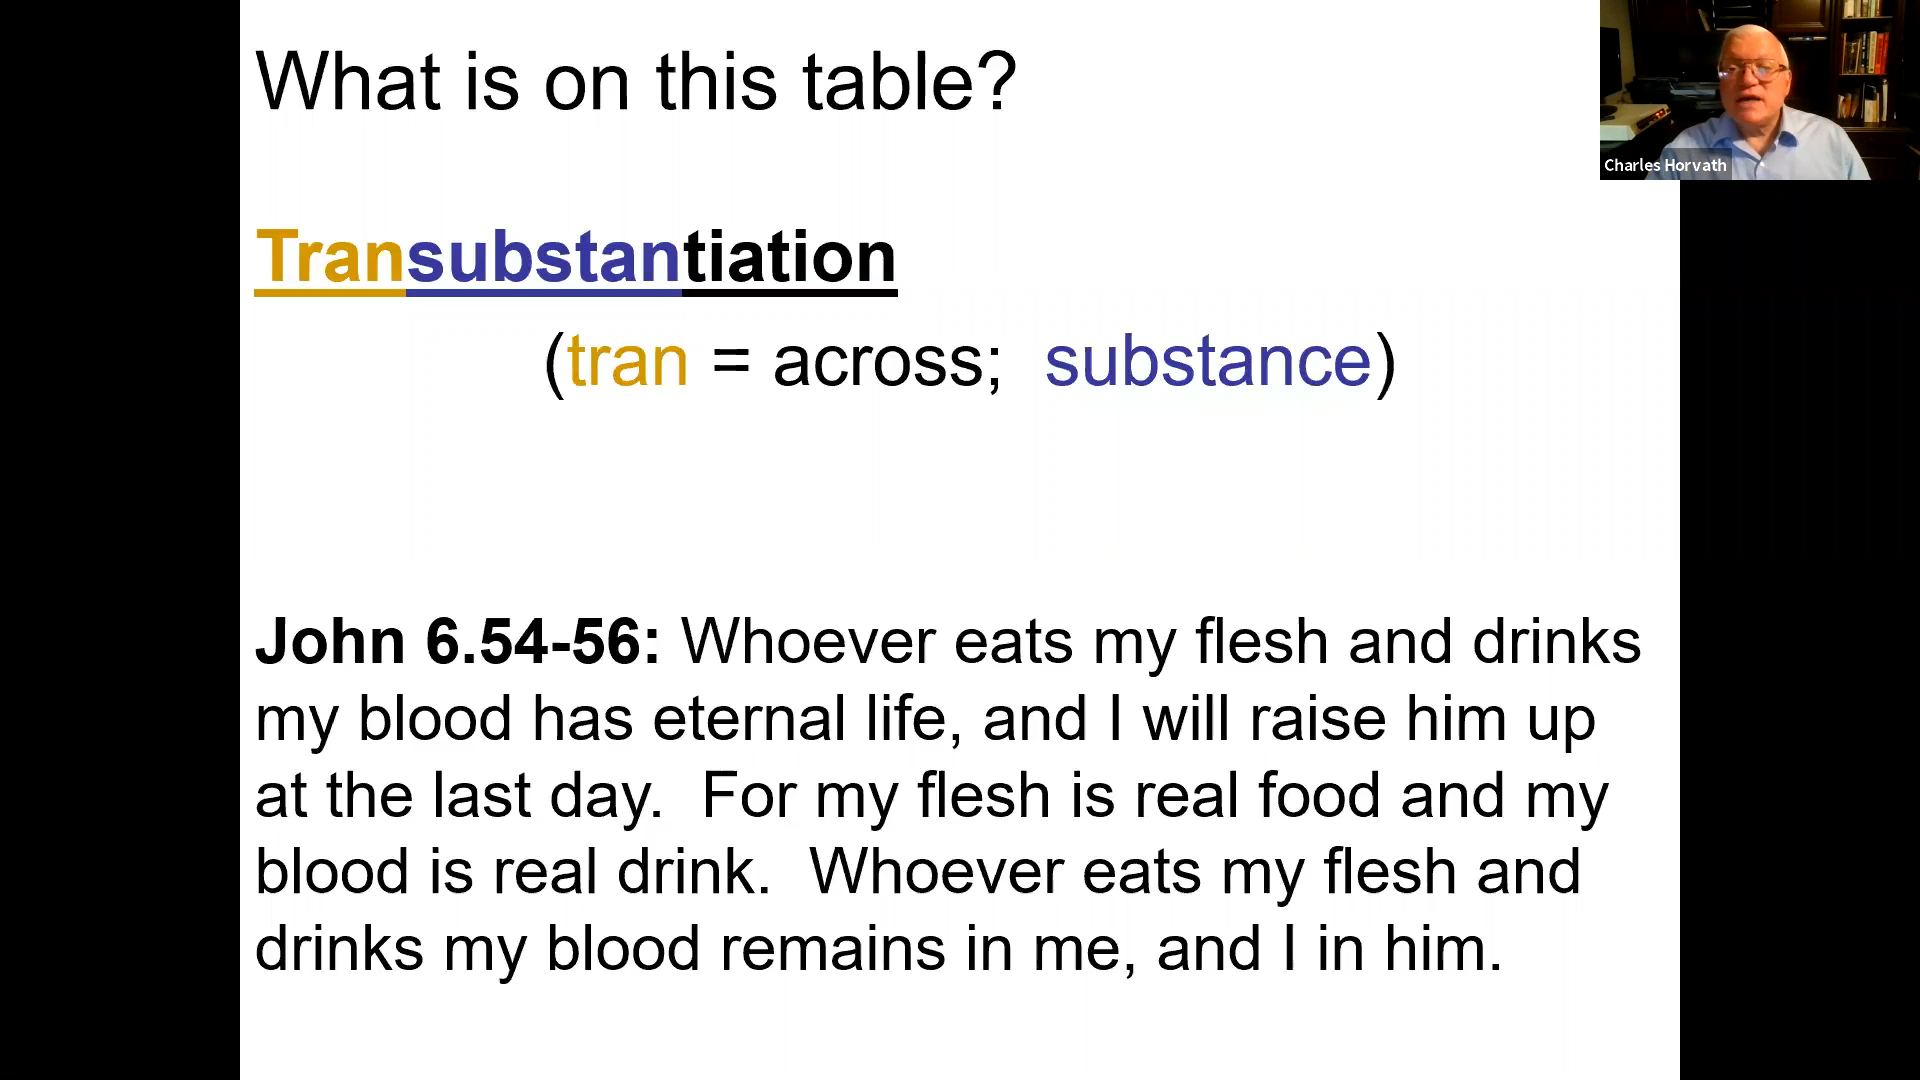 What is on this table?
Transubstantiation
(tran = across;  substance)
John 6.54-56: Whoever eats my flesh and drinks
my blood has eternal life, and I will raise him up
at the last day.  For my flesh is real food and my
blood is real drink.  Whoever eats my flesh and
drinks my blood remains in me, and I in him.
Charles Horvath